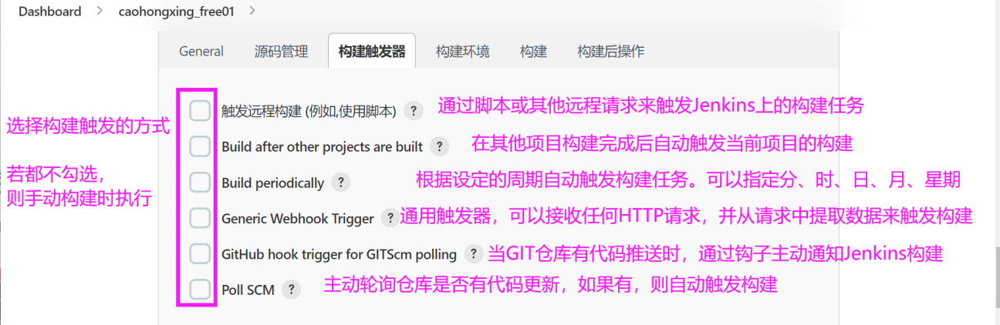 Dashboard > caohongxing_free01 >
General 源码管理 构建触发器 构建环境 构建 构建后操作
选择构建触发的方式
若都不勾选，
则手动构建时执行
触发远程构建 (例如,使用脚本) ? 通过脚本或其他远程请求来触发Jenkins上的构建任务
Build after other projects are built ? 在其他项目构建完成后自动触发当前项目的构建
Build periodically ? 根据设定的周期自动触发构建任务。可以指定分、时、日、月、星期
Generic Webhook Trigger ? 通用触发器，可以接收任何HTTP请求，并从请求中提取数据来触发构建
GitHub hook trigger for GITScm polling ? 当GIT仓库有代码推送时，通过钩子主动通知Jenkins构建
Poll SCM ? 主动轮询仓库是否有代码更新，如果有，则自动触发构建